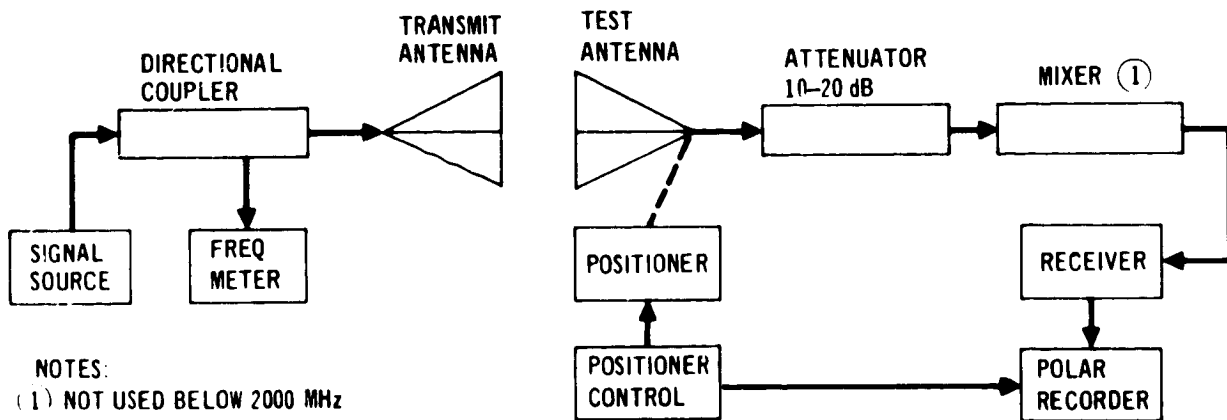 TRANSMIT
ANTENNA
TEST
ANTENNA
DIRECTIONAL
COUPLER
ATTENUATOR
10–20 dB
MIXER (1)
SIGNAL
SOURCE
FREQ
METER
POSITIONER
RECEIVER
POSITIONER
CONTROL
POLAR
RECORDER
NOTES:
(1) NOT USED BELOW 2000 MHz